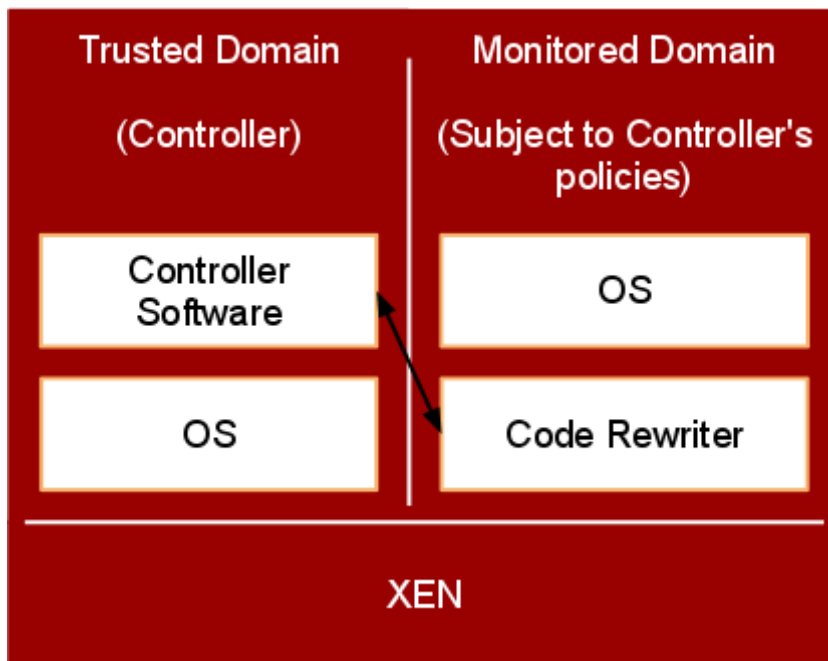 Trusted Domain
(Controller)
Controller
Software
OS
Monitored Domain
(Subject to Controller's
policies)
OS
Code Rewriter
XEN